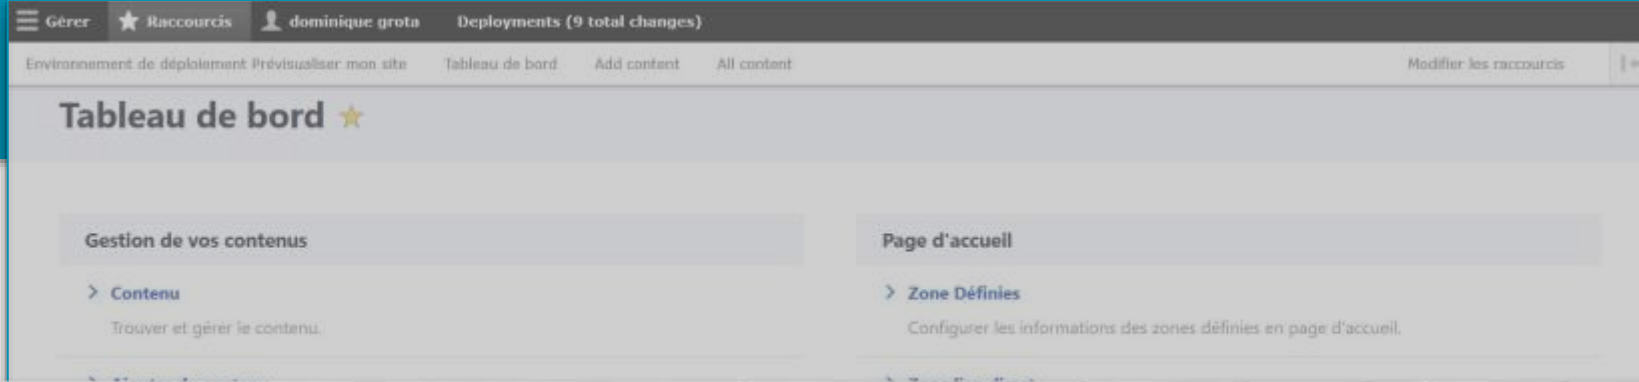 Gérer Raccourcis dominique grota Deployments (9 total changes)
Environnement de déploiement Prévisualiser mon site Tableau de bord Add content All content Modifier les raccourcis
Tableau de bord
Gestion de vos contenus Page d'accueil
Contenu Zone Définies
Trouver et gérer le contenu. Configurer les informations des zones définies en page d'accueil.